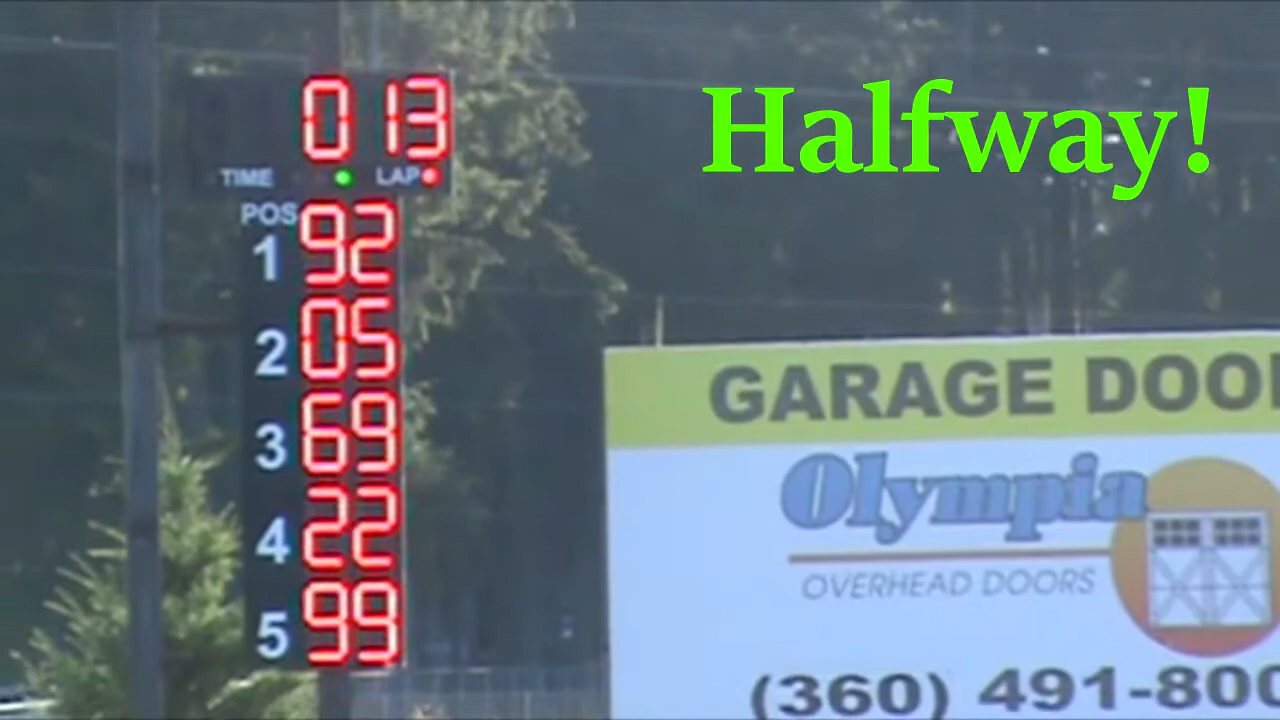 0 13
TIME LAP
POS
1 92
2 05
3 69
4 22
5 99
Halfway!
GARAGE
Olympia
OVERHEAD DOORS
(360) 491-800